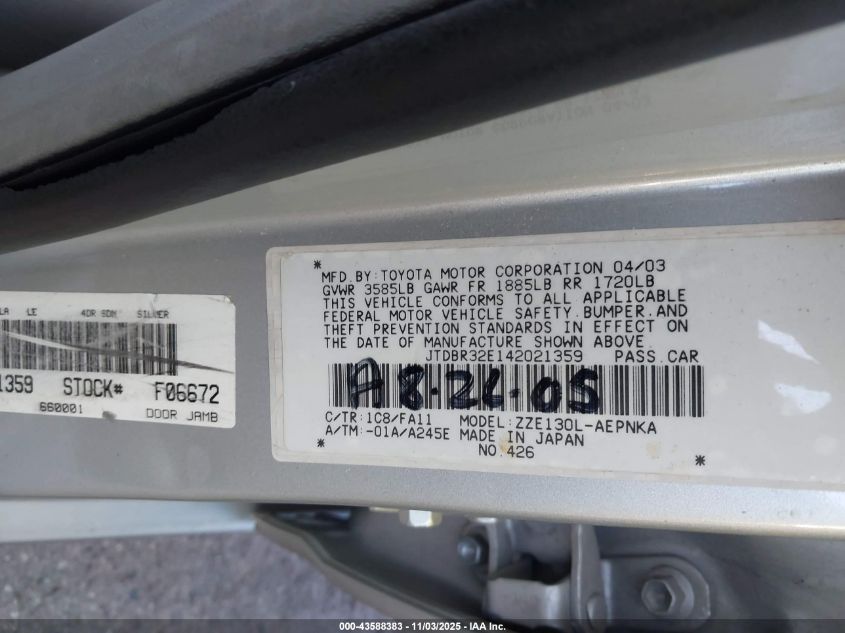 *
MFD.BY:TOYOTA MOTOR CORPORATION 04/03
GVWR 3585LB GAWR FR 1885LB RR 1720LB
THIS VEHICLE CONFORMS TO ALL APPLICABLE
FEDERAL MOTOR VEHICLE SAFETY,BUMPER,AND
THEFT PREVENTION STANDARDS IN EFFECT ON
THE DATE OF MANUFACTURE SHOWN ABOVE.
JTDBR32E142021359 PASS.CAR
A 8-26-05
C/TR:1C8/FA11 MODEL:ZZE130L-AEPNKA
A/TM:-01A/A245E MADE IN JAPAN
NO.426
*
*
LA LE 4DR SDN SILVER
1359 STOCK# F06672
660001 DOOR JAMB
000-43588383 - 11/03/2025 - IAA Inc.